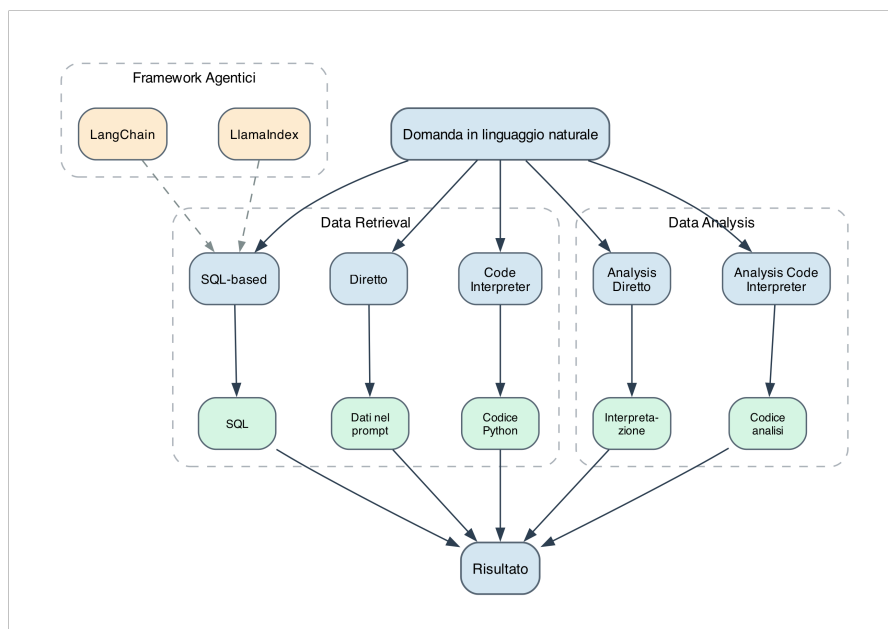 Framework Agentici
LangChain
LlamaIndex
Domanda in linguaggio naturale
Data Retrieval
Data Analysis
SQL-based
Diretto
Code
Interpreter
Analysis
Diretto
Analysis Code
Interpreter
SQL
Dati nel
prompt
Codice
Python
Interpreta-
zione
Codice
analisi
Risultato